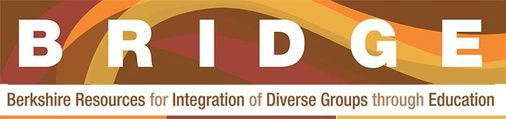 BRIDGE
Berkshire Resources for Integration of Diverse Groups through Education